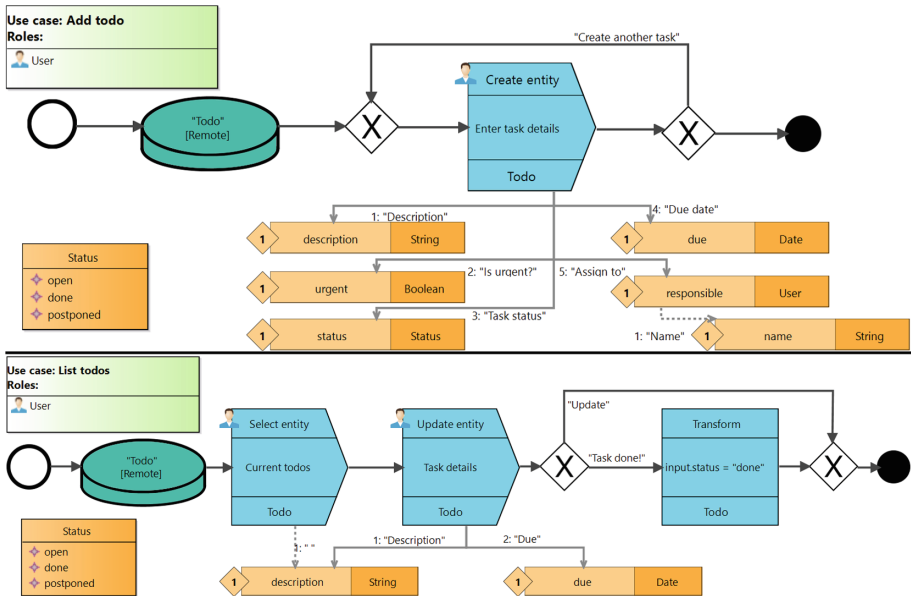 Use case: Add todo
Roles:
User
"Create another task"
"Todo"
[Remote]
X
Create entity
Enter task details
Todo
X
1: "Description"
4: "Due date"
1
description
String
1
due
Date
2: "Is urgent?"
5: "Assign to"
1
urgent
Boolean
1
responsible
User
3: "Task status"
1
status
Status
1: "Name"
1
name
String
Status
open
done
postponed
Use case: List todos
Roles:
User
"Todo"
[Remote]
Select entity
Current todos
Todo
Update entity
Task details
Todo
X
"Update"
"Task done!"
Transform
input.status = "done"
Todo
X
1: " "
1: "Description"
2: "Due"
1
description
String
1
due
Date
Status
open
done
postponed